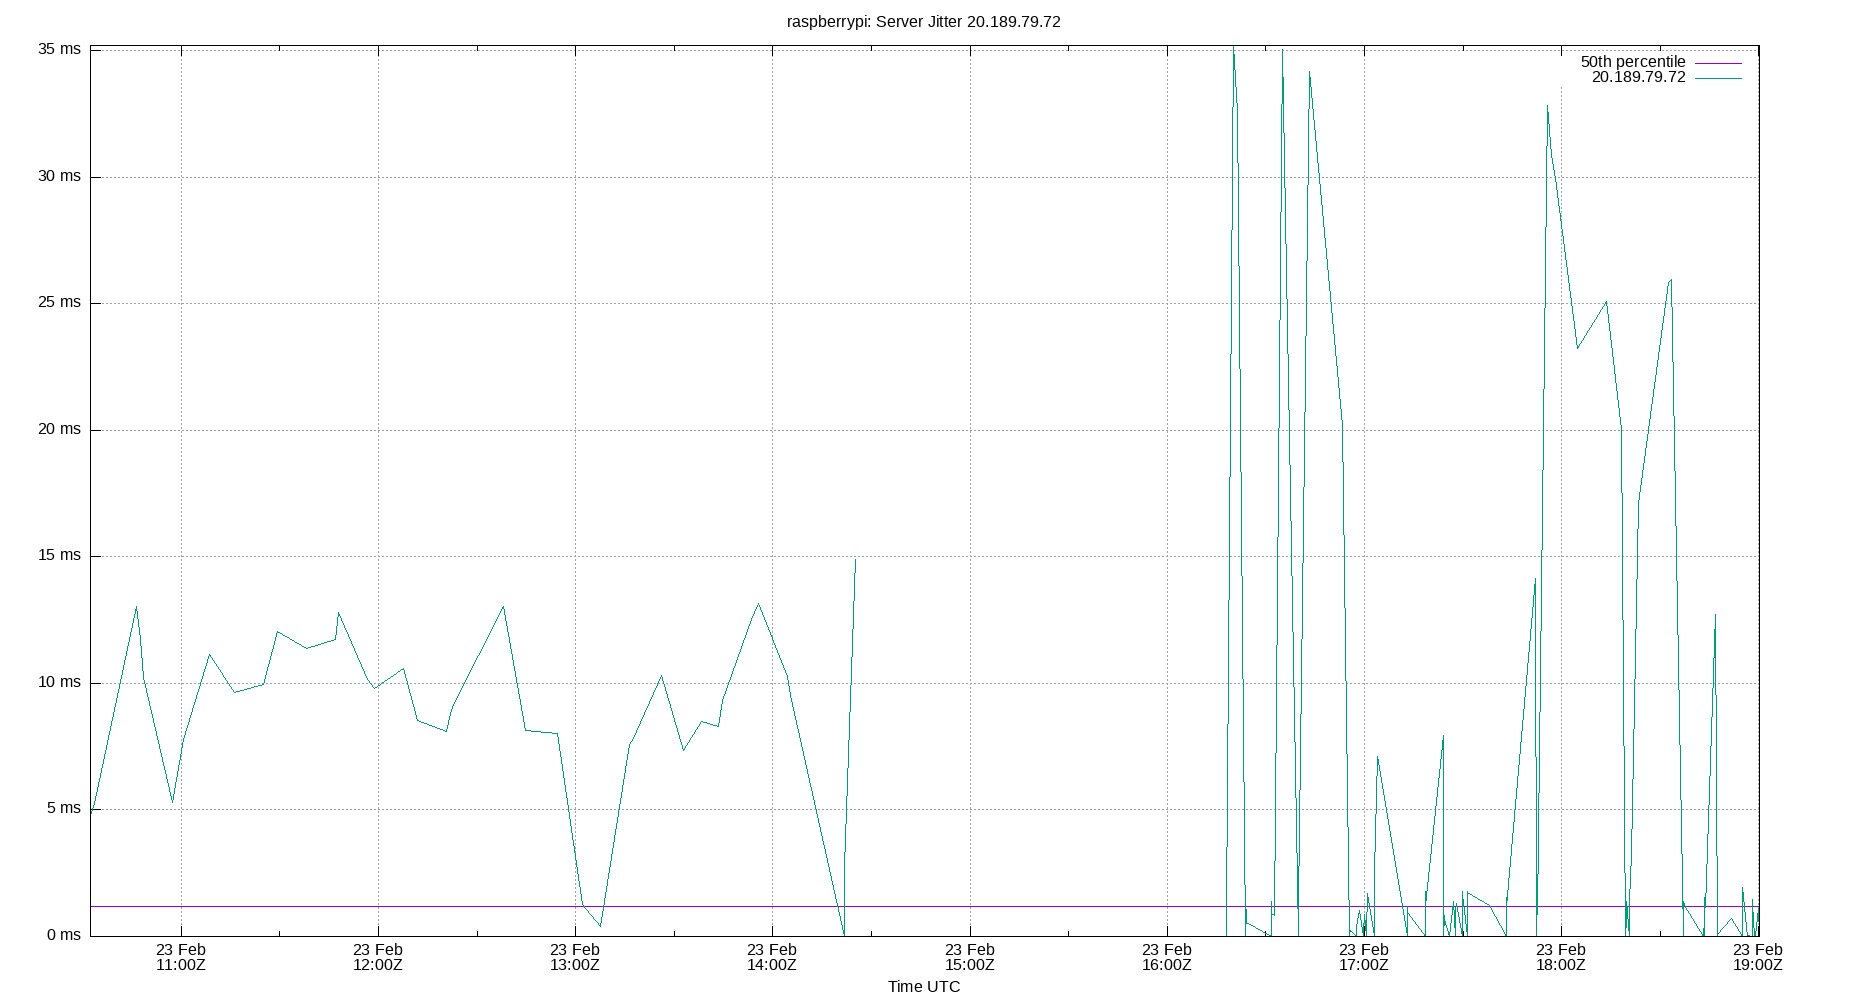 raspberrypi: Server Jitter 20.189.79.72
35 ms
50th percentile
20.189.79.72
30 ms
25 ms
20 ms
15 ms
10 ms
5 ms
0 ms
23 Feb 23 Feb 23 Feb 23 Feb 23 Feb 23 Feb 23 Feb 23 Feb 23 Feb
11:00Z 12:00Z 13:00Z 14:00Z 15:00Z 16:00Z 17:00Z 18:00Z 19:00Z
Time UTC